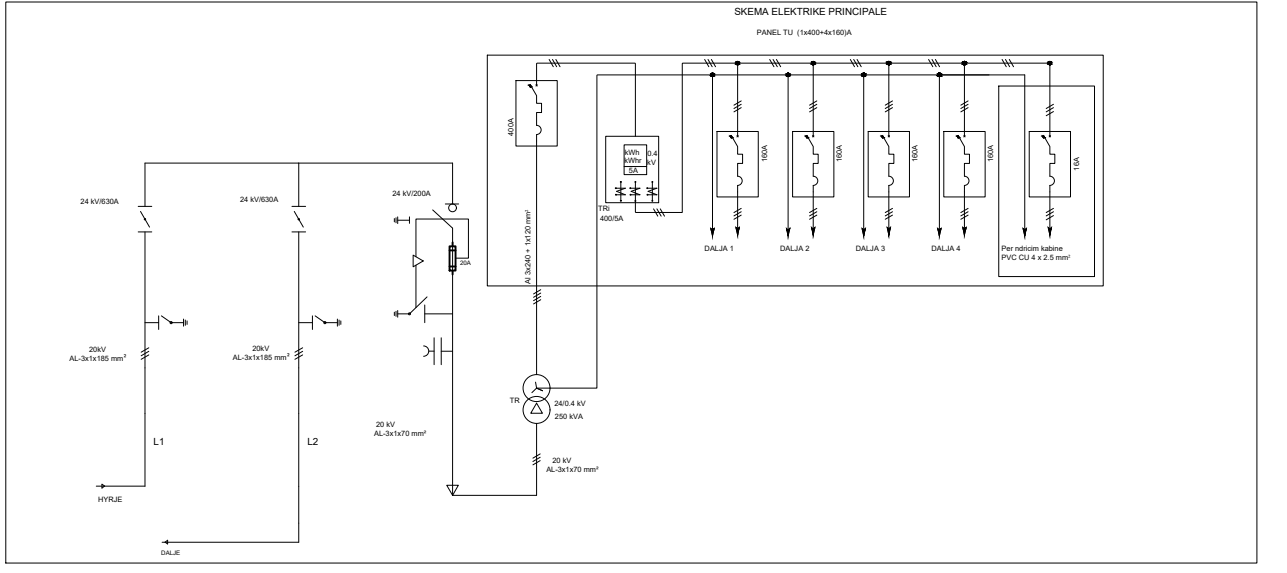 SKEMA ELEKTRIKE PRINCIPALE
PANEL TU (1x400+4x160)A
400A
kWh
kWhr
5A
0.4
kV
TRi
400/5A
160A
160A
160A
160A
16A
DALJA 1
DALJA 2
DALJA 3
DALJA 4
Per ndricim kabine
PVC CU 4 x 2.5 mm²
Al 3x240 + 1x120 mm²
24 kV/630A
24 kV/630A
24 kV/200A
20A
20kV
AL-3x1x185 mm²
20kV
AL-3x1x185 mm²
TR
24/0.4 kV
250 kVA
20 kV
AL-3x1x70 mm²
20 kV
AL-3x1x70 mm²
L1
L2
HYRJE
DALJE